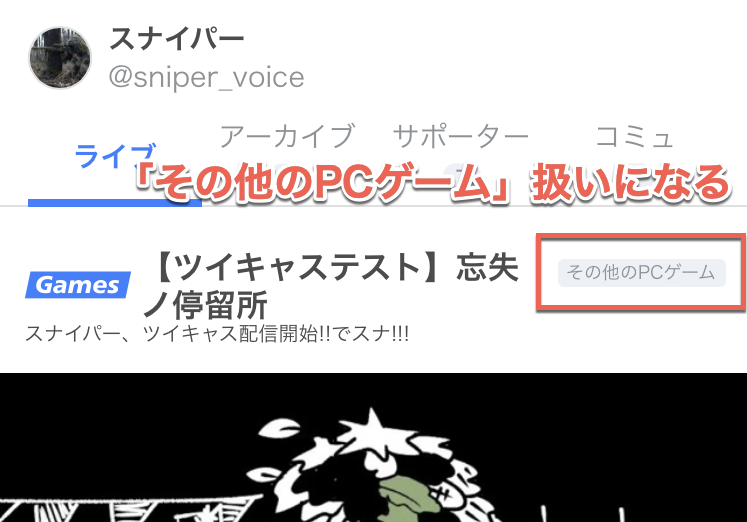 スナイパー
@sniper_voice
アーカイブ サポーター コミュ
ライブ
「その他のPCゲーム」扱いになる
Games
【ツイキャステスト】忘失
ノ停留所
その他のPCゲーム
スナイパー、ツイキャス配信開始!!でスナ!!!